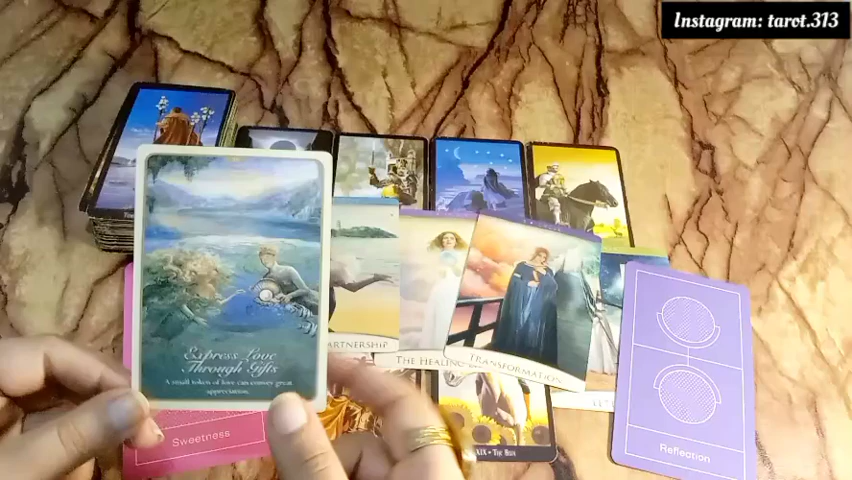 Instagram: tarot.313
Express Love
Through Gifts
A small token of love can convey great
appreciation.
PARTNERSHIP
THE HEALING
TRANSFORMATION
Sweetness
XIX • THE SUN
Reflection